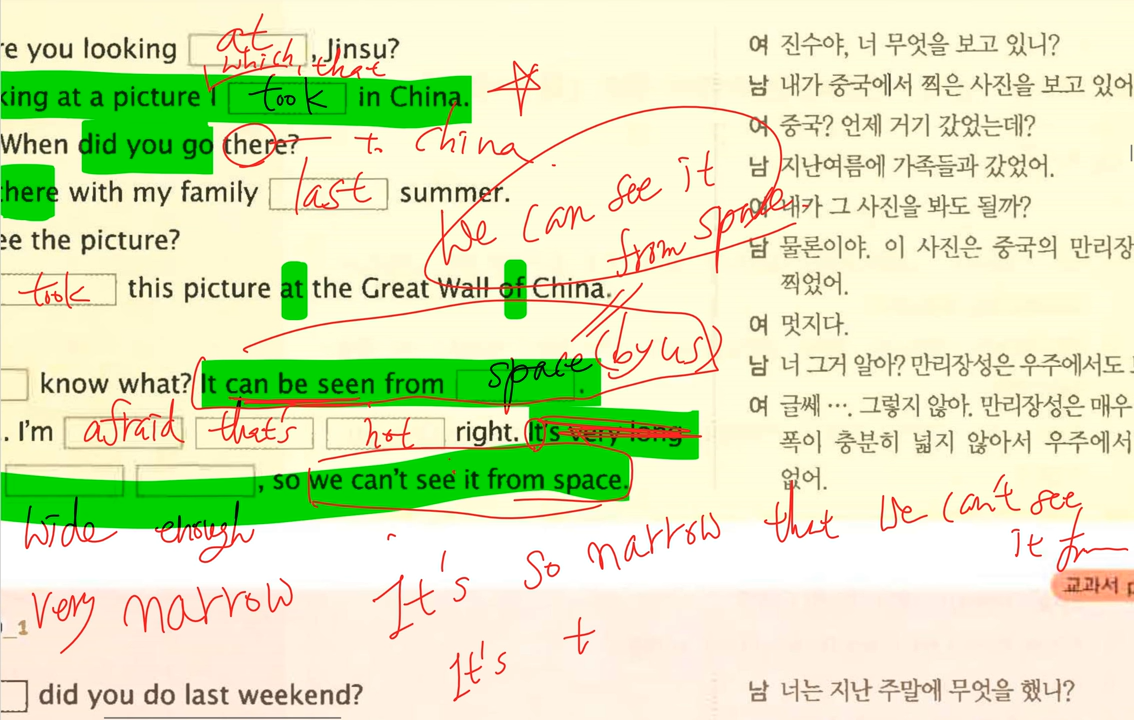 re you looking at , Jinsu?
which, that
king at a picture I took in China.
When did you go there? to China
there with my family last summer.
We can see it
from space.
ee the picture?
took this picture at the Great Wall of China.
know what? It can be seen from space. (by us)
. I'm afraid that's not right. It's very long
, so we can't see it from space.
wide enough
very narrow
It's so narrow that we can't see
it from
It's t
_1
did you do last weekend?
여 진수야, 너 무엇을 보고 있니?
남 내가 중국에서 찍은 사진을 보고 있어
여 중국? 언제 거기 갔었는데?
남 지난여름에 가족들과 갔었어.
여 내가 그 사진을 봐도 될까?
남 물론이야. 이 사진은 중국의 만리장
찍었어.
여 멋지다.
남 너 그거 알아? 만리장성은 우주에서도
여 글쎄 …. 그렇지 않아. 만리장성은 매우
폭이 충분히 넓지 않아서 우주에서
없어.
교과서 p
남 너는 지난 주말에 무엇을 했니?